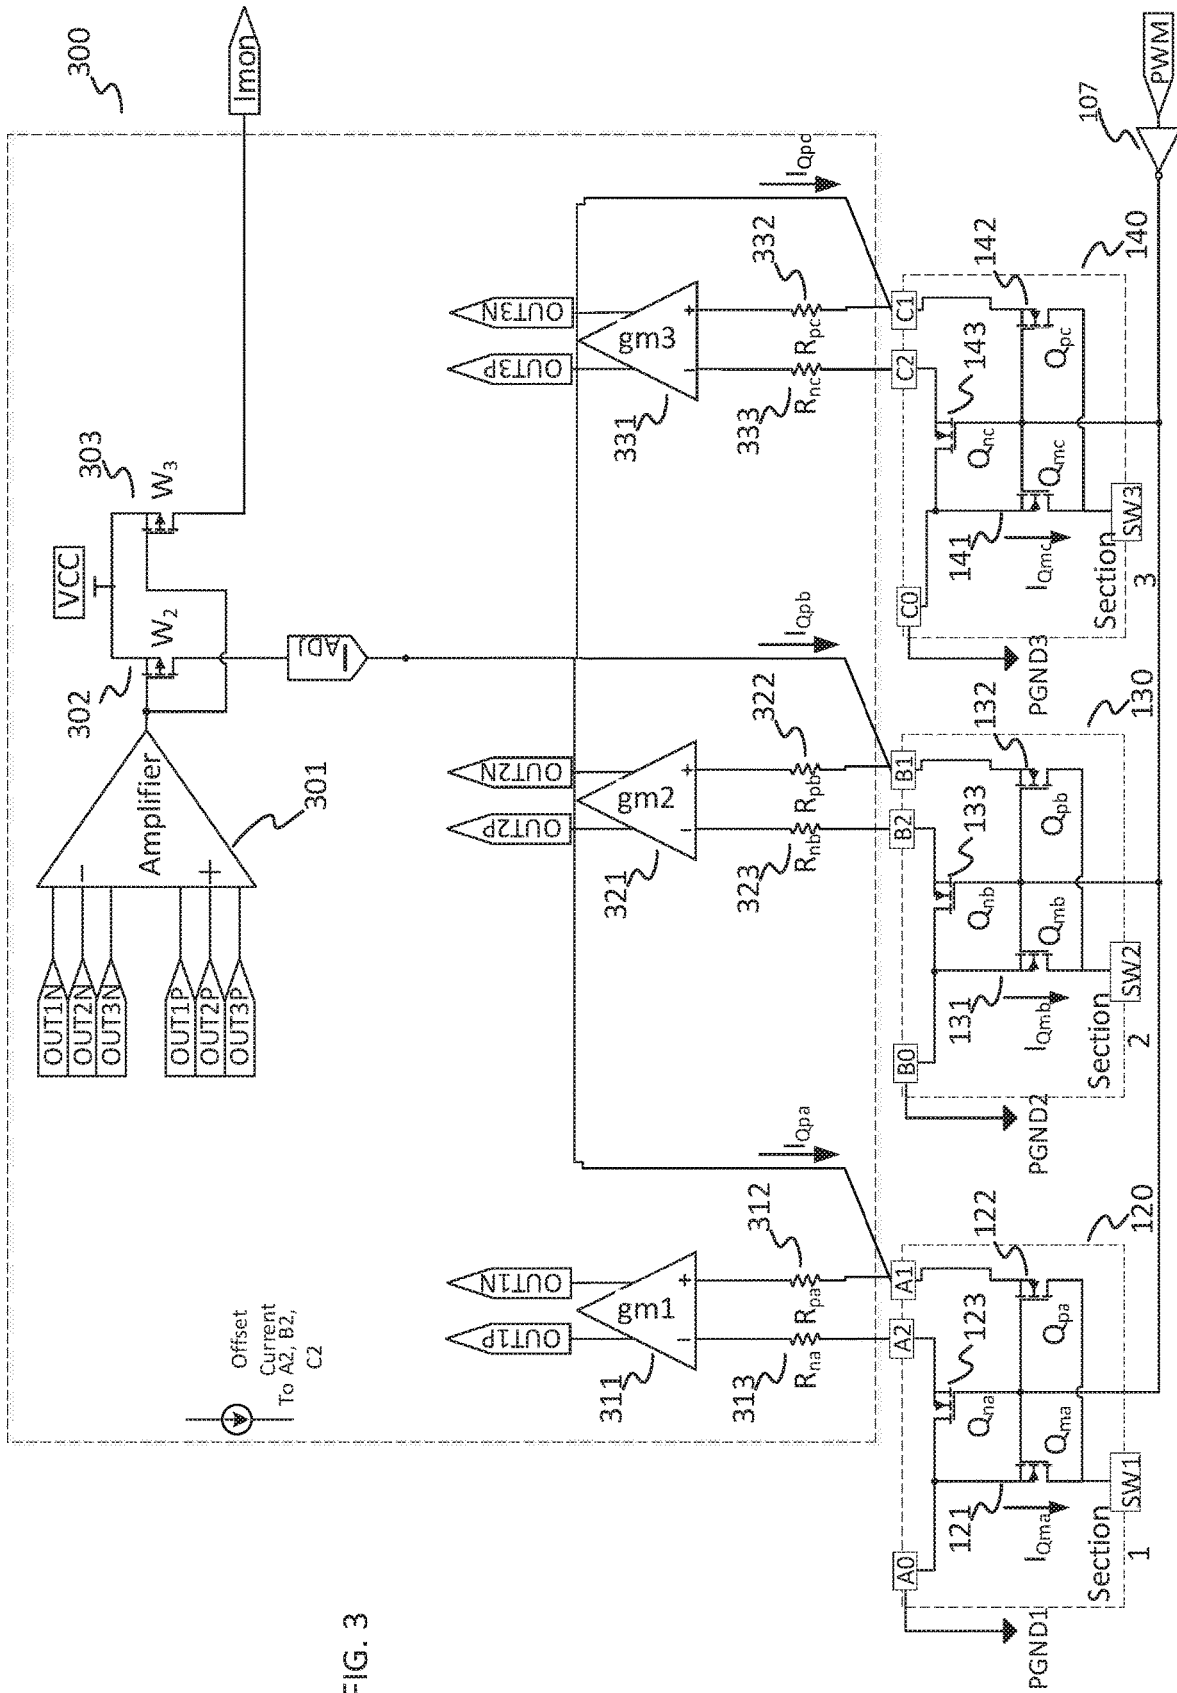 FIG. 3
300
Imon
VCC
303
W3
302
W2
Amplifier
301
OUT1N
OUT2N
OUT3N
OUT1P
OUT2P
OUT3P
−
+
IADJ
Offset
Current
To A2, B2,
C2
OUT1P
OUT1N
gm1
311
−
+
313
Rna
Rpa
312
IQpa
OUT2P
OUT2N
gm2
321
−
+
323
Rnb
Rpb
322
IQpb
OUT3P
OUT3N
gm3
331
−
+
333
Rnc
Rpc
332
IQpc
A0
A2
A1
PGND1
123
122
120
Qna
Qpa
Qma
121
IQma
Section
1
SW1
B0
B2
B1
PGND2
133
132
130
Qnb
Qpb
Qmb
131
IQmb
Section
2
SW2
C0
C2
C1
PGND3
143
142
140
Qnc
Qpc
Qmc
141
IQmc
Section
3
SW3
107
PWM